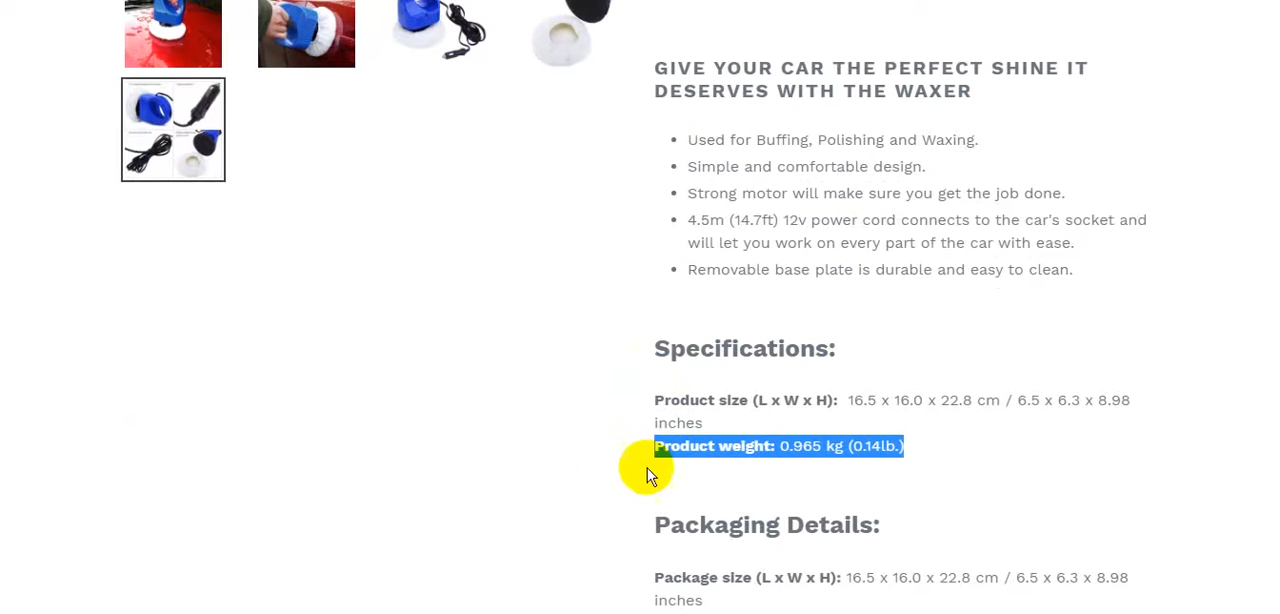 GIVE YOUR CAR THE PERFECT SHINE IT
DESERVES WITH THE WAXER
Used for Buffing, Polishing and Waxing.
Simple and comfortable design.
Strong motor will make sure you get the job done.
4.5m (14.7ft) 12v power cord connects to the car's socket and
will let you work on every part of the car with ease.
Removable base plate is durable and easy to clean.
Specifications:
Product size (L x W x H): 16.5 x 16.0 x 22.8 cm / 6.5 x 6.3 x 8.98
inches
Product weight: 0.965 kg (0.14lb.)
Packaging Details:
Package size (L x W x H): 16.5 x 16.0 x 22.8 cm / 6.5 x 6.3 x 8.98
inches